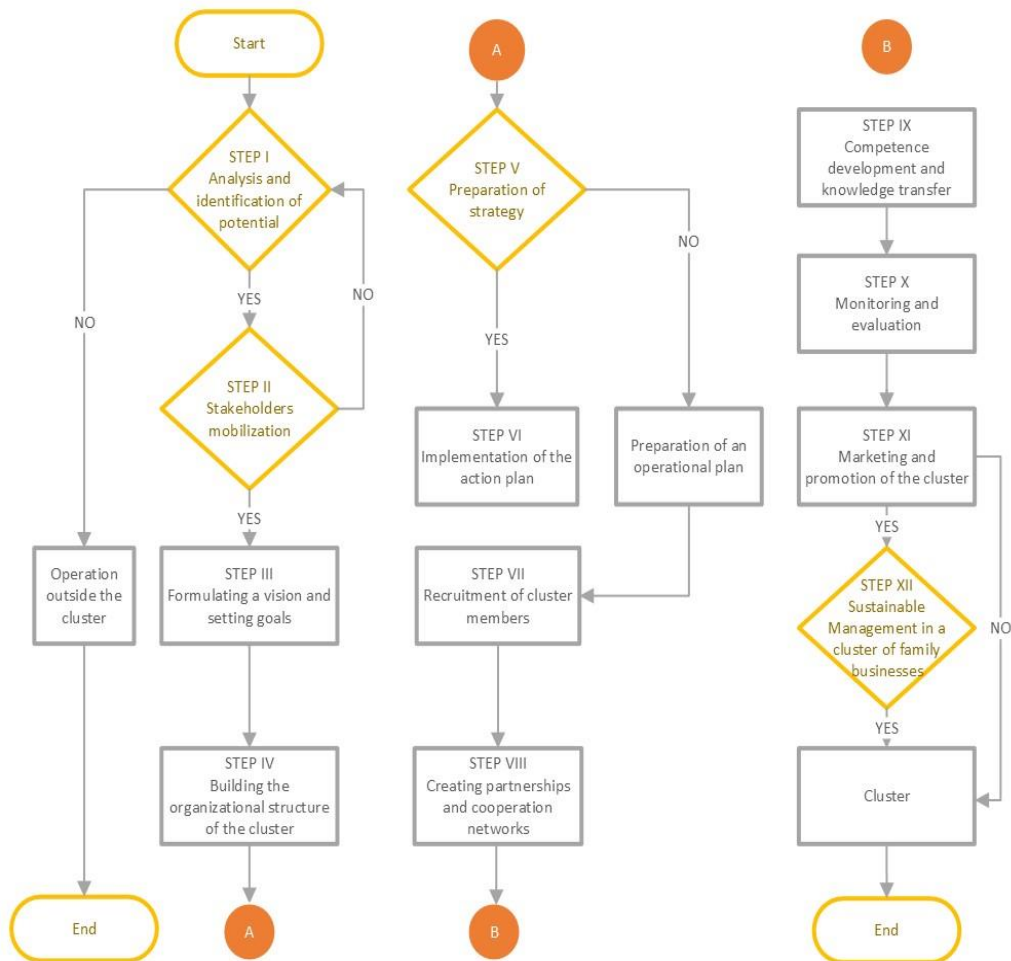 Start
STEP I
Analysis and
identification of
potential
NO
YES
NO
STEP II
Stakeholders
mobilization
YES
Operation
outside the
cluster
STEP III
Formulating a vision and
setting goals
STEP IV
Building the
organizational structure
of the cluster
End
A
A
STEP V
Preparation of
strategy
NO
YES
STEP VI
Implementation of the
action plan
Preparation of an
operational plan
STEP VII
Recruitment of cluster
members
STEP VIII
Creating partnerships
and cooperation
networks
B
B
STEP IX
Competence
development and
knowledge transfer
STEP X
Monitoring and
evaluation
STEP XI
Marketing and
promotion of the cluster
YES
STEP XII
Sustainable
Management in a
cluster of family
businesses
NO
YES
Cluster
End